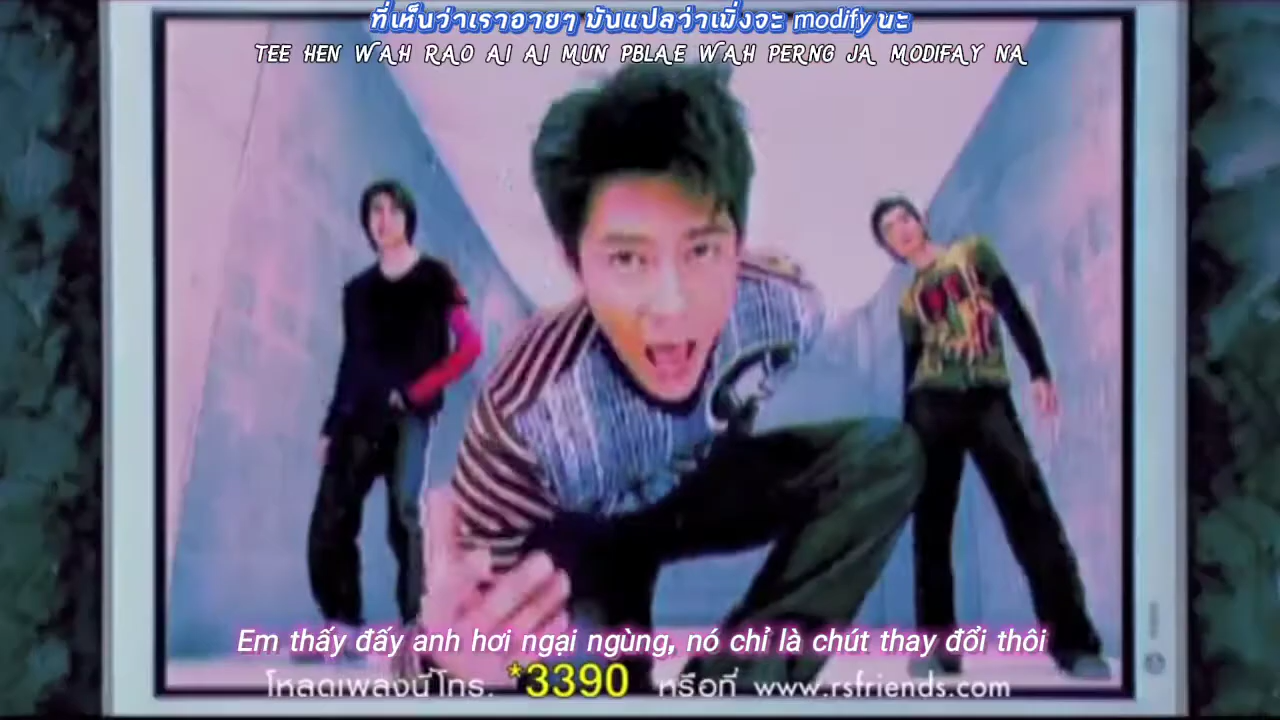 ที่เห็นว่าเราอายๆ มันแปลว่าเพิ่งจะ modify นะ
TEE HEN WAH RAO AI AI MUN PBLAE WAH PERNG JA MODIFAY NA
Em thấy đấy anh hơi ngại ngùng, nó chỉ là chút thay đổi thôi
โหลดเพลงนี้โทร. *3390 หรือที่ www.rsfriends.com